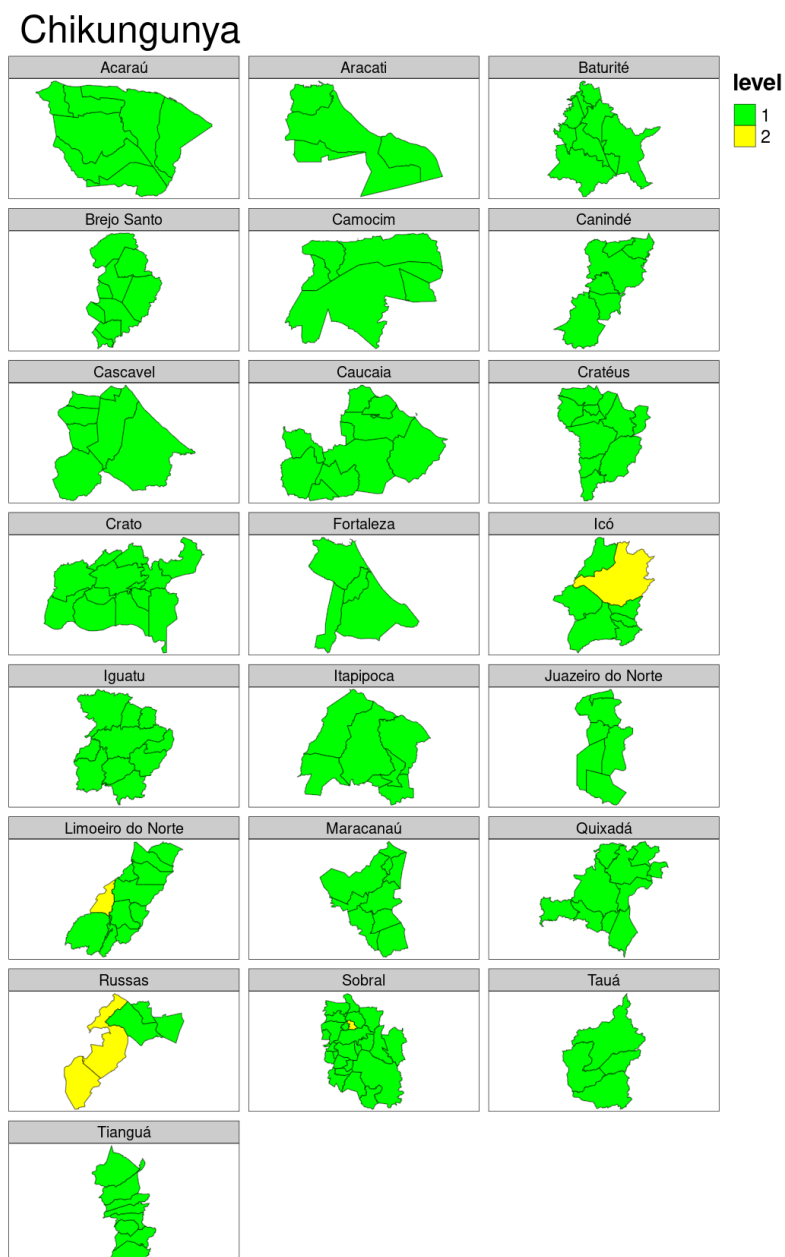 Chikungunya
Acaraú
Aracati
Baturité
level
1
2
Brejo Santo
Camocim
Canindé
Cascavel
Caucaia
Cratéus
Crato
Fortaleza
Icó
Iguatu
Itapipoca
Juazeiro do Norte
Limoeiro do Norte
Maracanaú
Quixadá
Russas
Sobral
Tauá
Tianguá